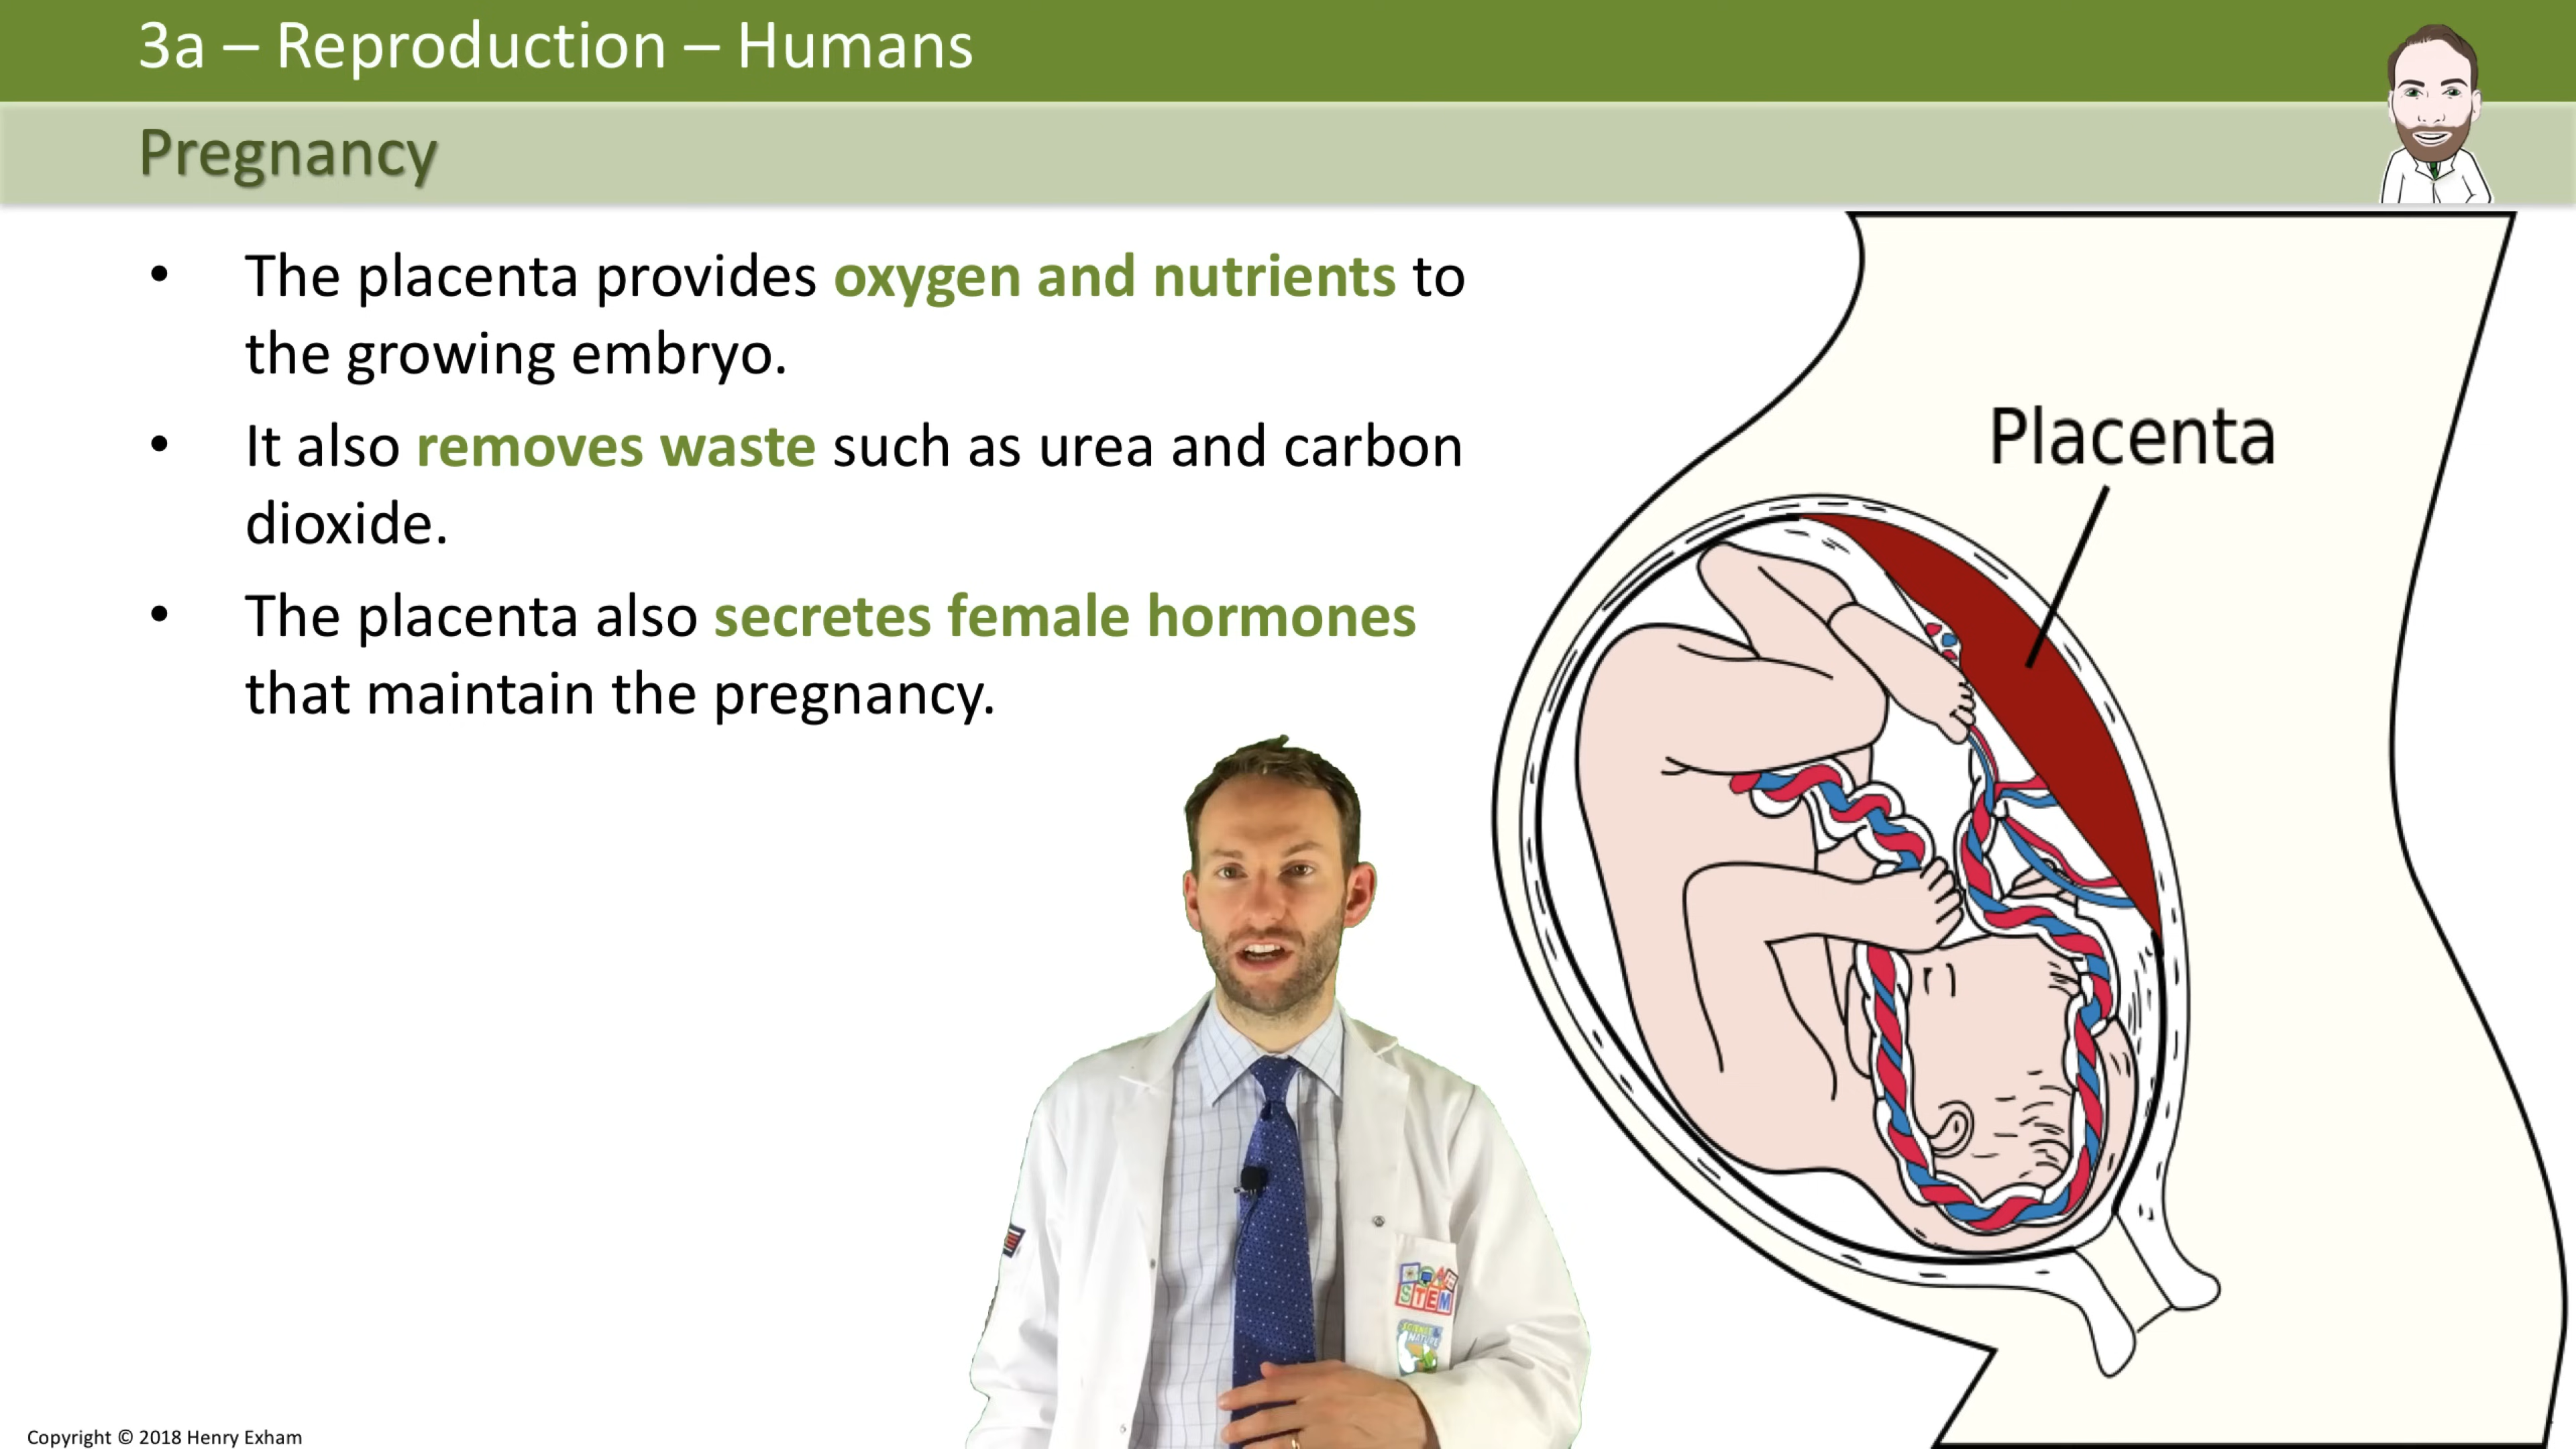 3a – Reproduction – Humans
Pregnancy
• The placenta provides oxygen and nutrients to
the growing embryo.
• It also removes waste such as urea and carbon
dioxide.
• The placenta also secretes female hormones
that maintain the pregnancy.
Placenta
STEM
SCIENCE &
NATURE
Copyright © 2018 Henry Exham